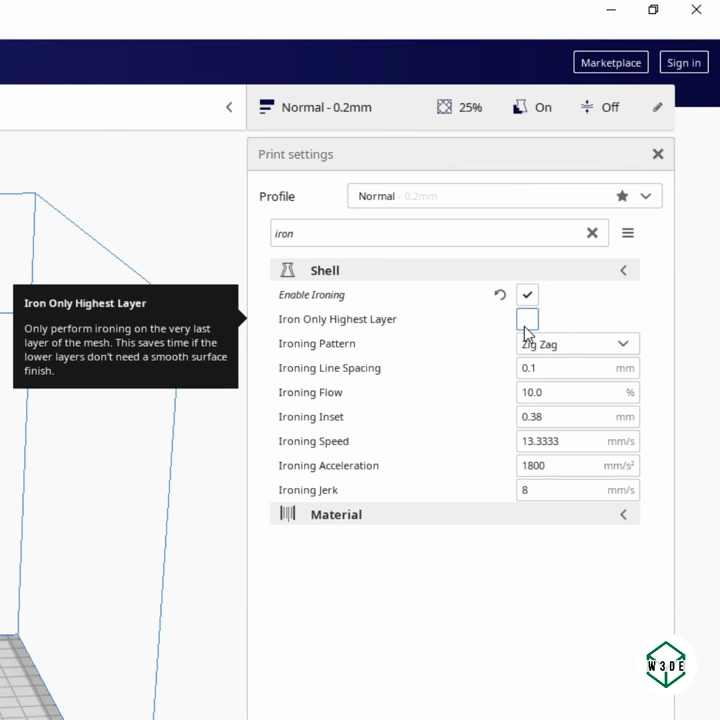 Marketplace
Sign in
Normal - 0.2mm
25%
On
Off
Print settings
Profile
Normal - 0.2mm
iron
Shell
Enable Ironing
Iron Only Highest Layer
Ironing Pattern
Zig Zag
Ironing Line Spacing
0.1 mm
Ironing Flow
10.0 %
Ironing Inset
0.38 mm
Ironing Speed
13.3333 mm/s
Ironing Acceleration
1800 mm/s²
Ironing Jerk
8 mm/s
Material
Iron Only Highest Layer
Only perform ironing on the very last
layer of the mesh. This saves time if the
lower layers don't need a smooth surface
finish.
W3DE